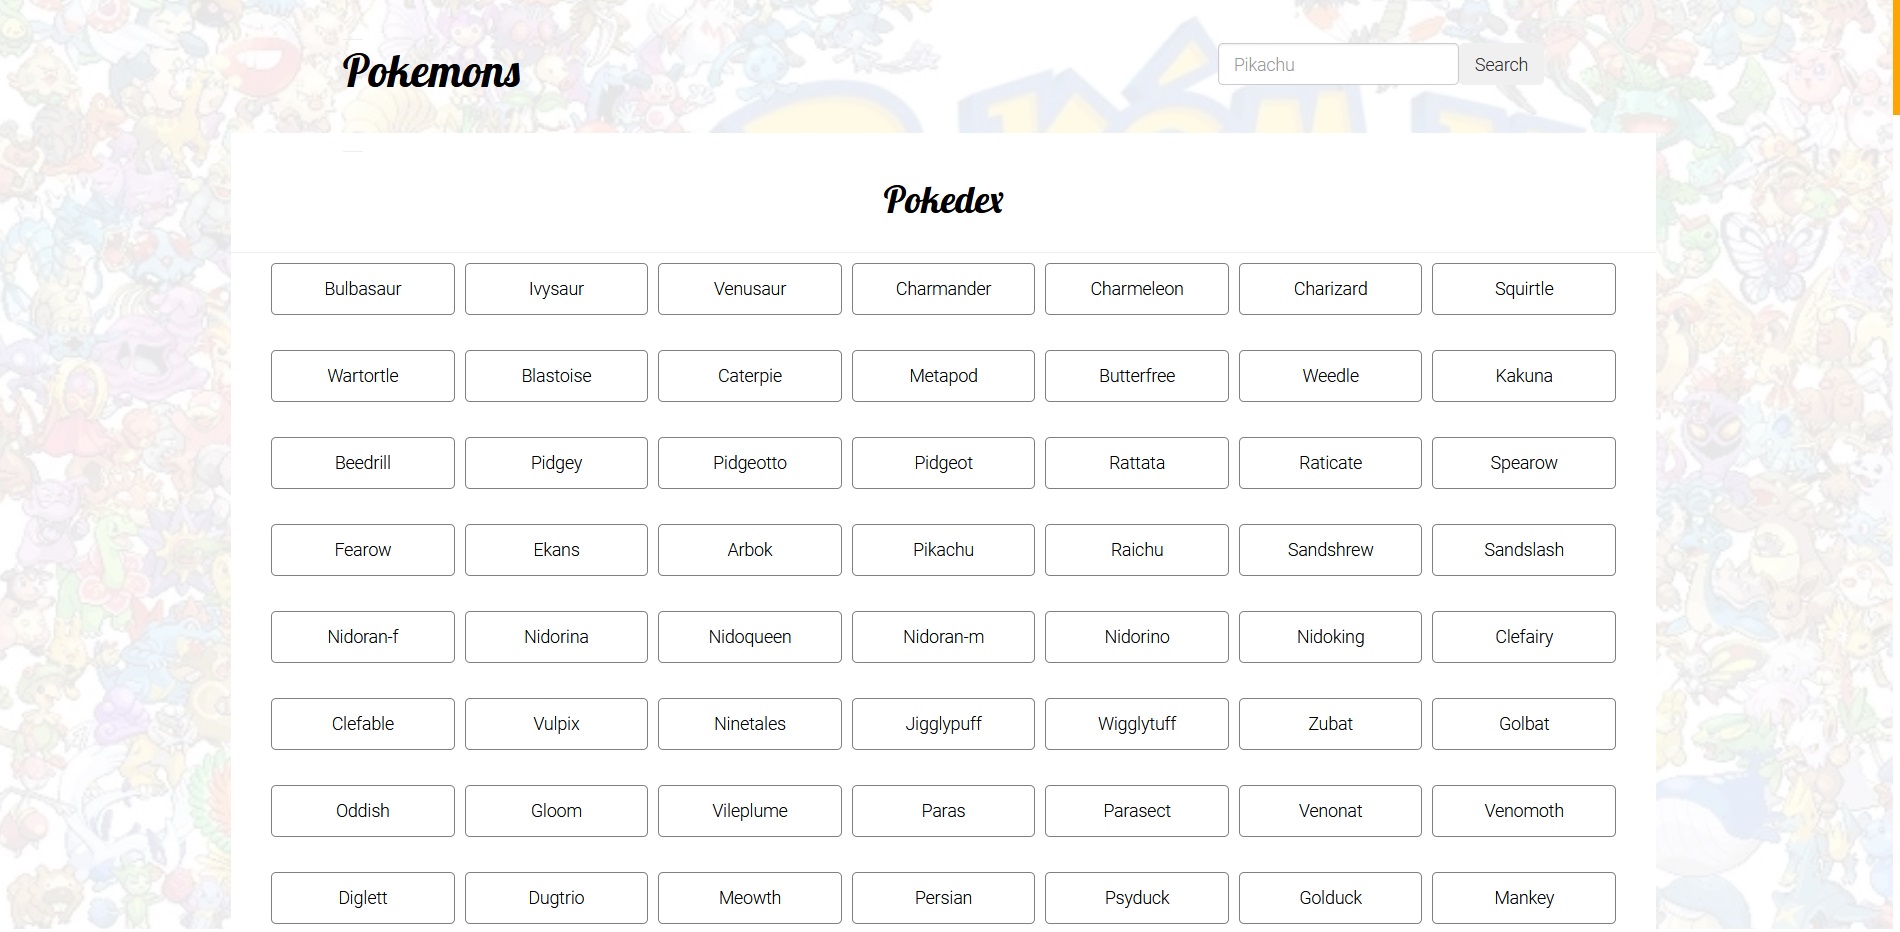 Pokemons
Pikachu Search
Pokedex
Bulbasaur Ivysaur Venusaur Charmander Charmeleon Charizard Squirtle
Wartortle Blastoise Caterpie Metapod Butterfree Weedle Kakuna
Beedrill Pidgey Pidgeotto Pidgeot Rattata Raticate Spearow
Fearow Ekans Arbok Pikachu Raichu Sandshrew Sandslash
Nidoran-f Nidorina Nidoqueen Nidoran-m Nidorino Nidoking Clefairy
Clefable Vulpix Ninetales Jigglypuff Wigglytuff Zubat Golbat
Oddish Gloom Vileplume Paras Parasect Venonat Venomoth
Diglett Dugtrio Meowth Persian Psyduck Golduck Mankey